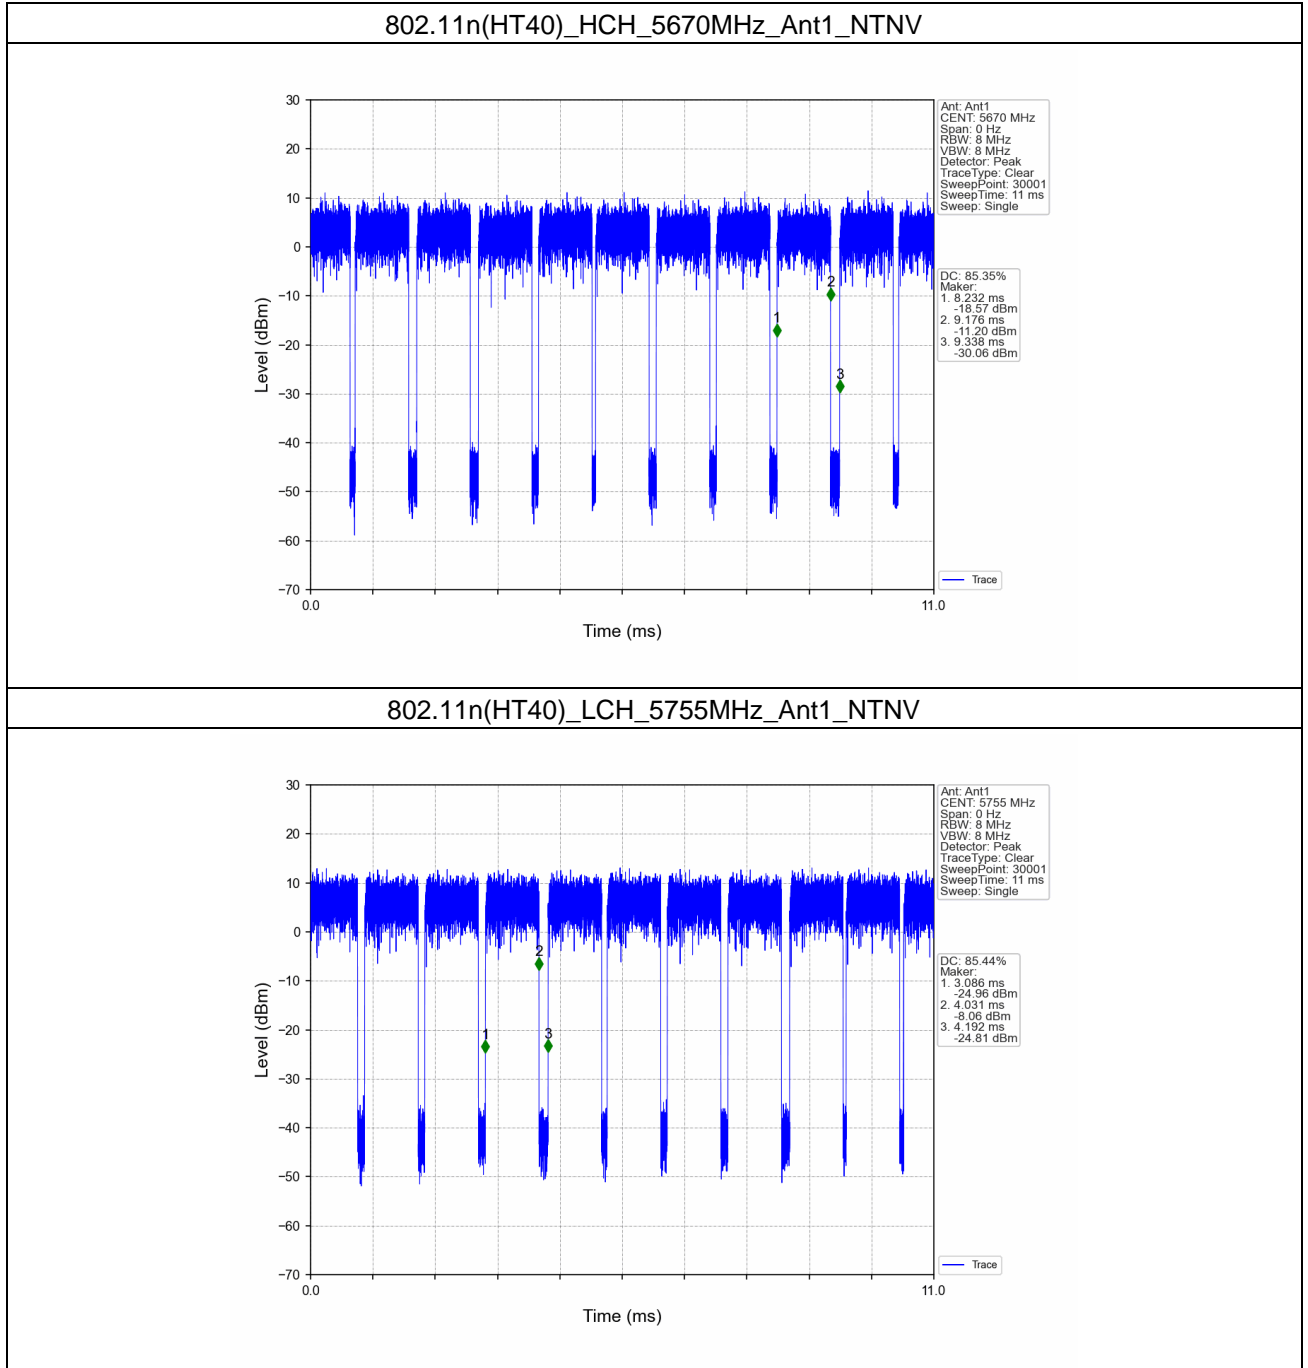 802.11n(HT40)_HCH_5670MHz_Ant1_NTNV
30
20
10
0
−10
−20
−30
−40
−50
−60
−70
Level (dBm)
0.0
11.0
Time (ms)
1
2
3
Ant: Ant1
CENT: 5670 MHz
Span: 0 Hz
RBW: 8 MHz
VBW: 8 MHz
Detector: Peak
TraceType: Clear
SweepPoint: 30001
SweepTime: 11 ms
Sweep: Single
DC: 85.35%
Maker:
1. 8.232 ms
-18.57 dBm
2. 9.176 ms
-11.20 dBm
3. 9.338 ms
-30.06 dBm
Trace
802.11n(HT40)_LCH_5755MHz_Ant1_NTNV
30
20
10
0
−10
−20
−30
−40
−50
−60
−70
Level (dBm)
0.0
11.0
Time (ms)
1
2
3
Ant: Ant1
CENT: 5755 MHz
Span: 0 Hz
RBW: 8 MHz
VBW: 8 MHz
Detector: Peak
TraceType: Clear
SweepPoint: 30001
SweepTime: 11 ms
Sweep: Single
DC: 85.44%
Maker:
1. 3.086 ms
-24.96 dBm
2. 4.031 ms
-8.06 dBm
3. 4.192 ms
-24.81 dBm
Trace